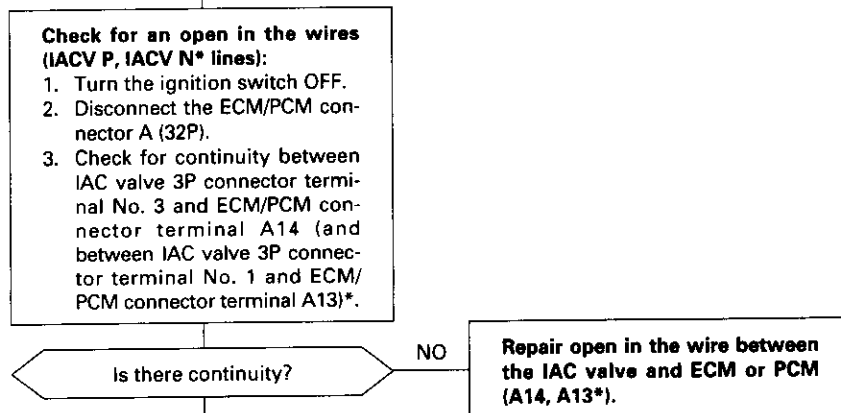 Check for an open in the wires
(IACV P, IACV N* lines):
1. Turn the ignition switch OFF.
2. Disconnect the ECM/PCM con-
nector A (32P).
3. Check for continuity between
IAC valve 3P connector termi-
nal No. 3 and ECM/PCM con-
nector terminal A14 (and
between IAC valve 3P connec-
tor terminal No. 1 and ECM/
PCM connector terminal A13)*.
Is there continuity?
NO
Repair open in the wire between
the IAC valve and ECM or PCM
(A14, A13*).